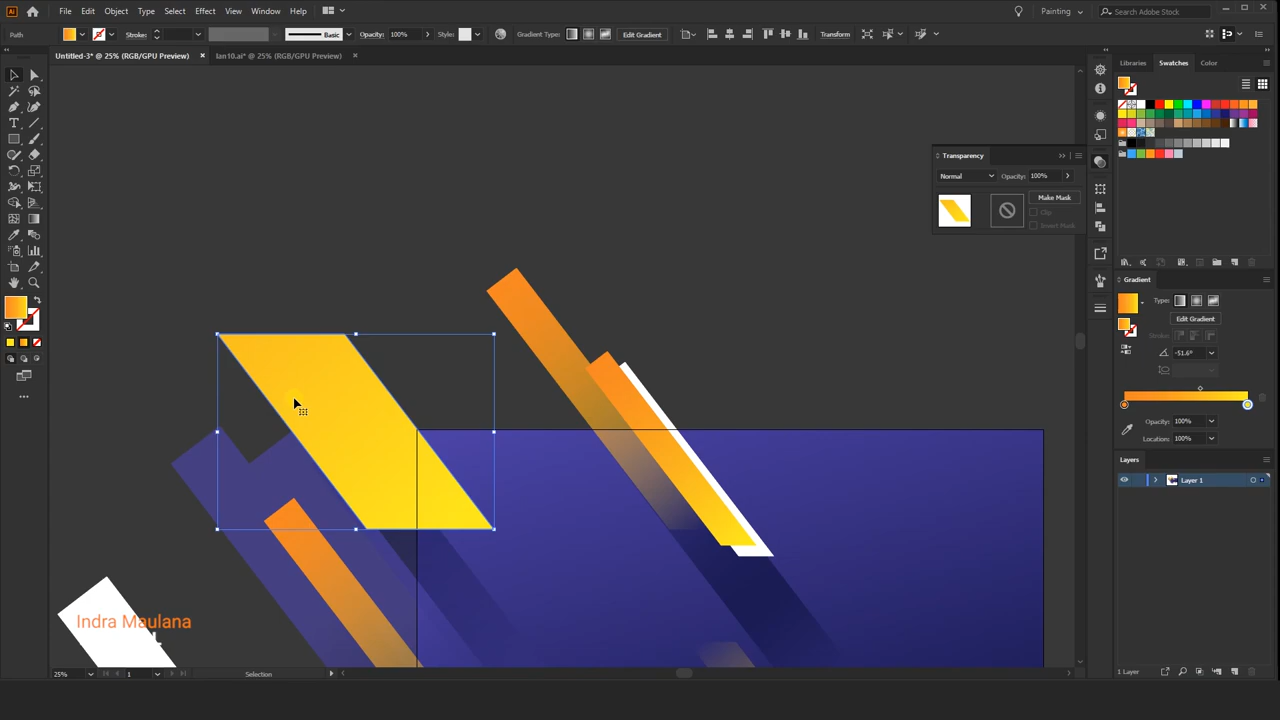 Ai File Edit Object Type Select Effect View Window Help Painting Search Adobe Stock
Path Stroke: Basic Opacity: 100% Style: Gradient Type: Edit Gradient Transform
Untitled-3* @ 25% (RGB/GPU Preview) × Ian10.ai* @ 25% (RGB/GPU Preview) ×
Libraries Swatches Color
Transparency
Normal Opacity: 100%
Make Mask
Clip
Invert Mask
Gradient
Type:
Edit Gradient
Stroke:
-51.6°
Opacity: 100%
Location: 100%
Layers
Layer 1
Indra Maulana
1 Layer
25% 1 Selection